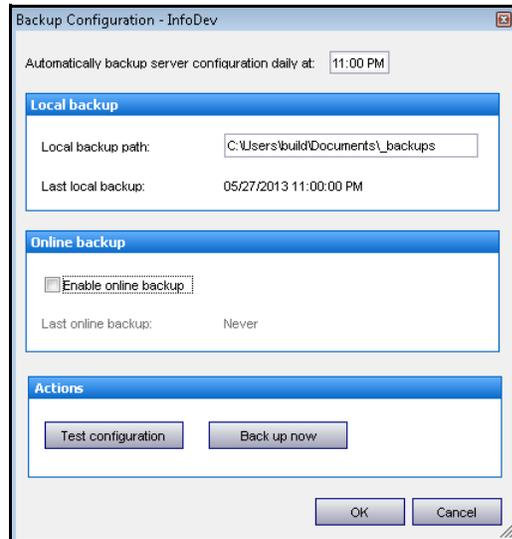 Backup Configuration - InfoDev
Automatically backup server configuration daily at: 11:00 PM
Local backup
Local backup path: C:\Users\build\Documents\_backups
Last local backup: 05/27/2013 11:00:00 PM
Online backup
Enable online backup
Last online backup: Never
Actions
Test configuration Back up now
OK Cancel